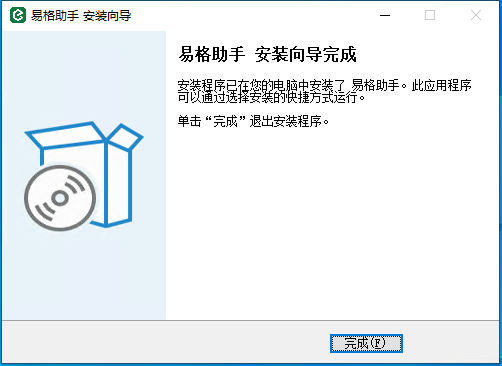 易格助手 安装向导
易格助手 安装向导完成
安装程序已在您的电脑中安装了 易格助手。此应用程序
可以通过选择安装的快捷方式运行。
单击“完成”退出安装程序。
完成(F)